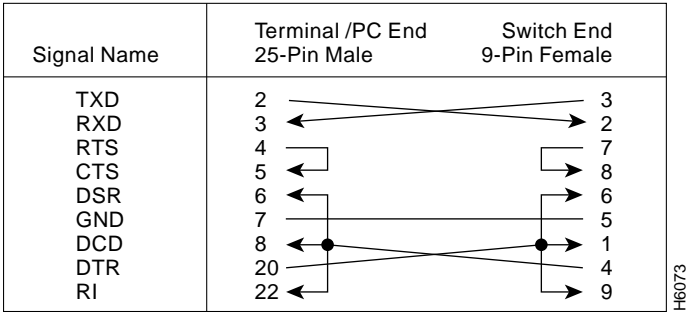 Terminal /PC End Switch End
Signal Name 25-Pin Male 9-Pin Female
TXD 2 3
RXD 3 2
RTS 4 7
CTS 5 8
DSR 6 6
GND 7 5
DCD 8 1
DTR 20 4
RI 22 9
H6073